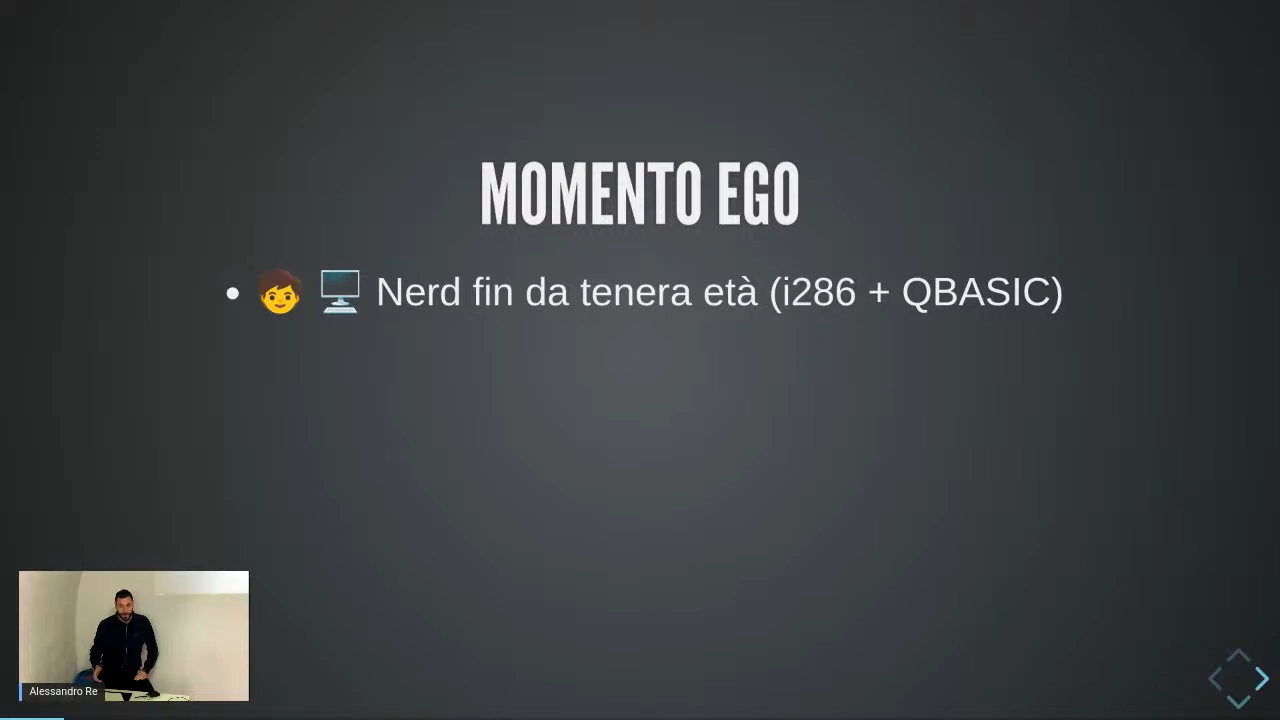 MOMENTO EGO
• 🧒 🖥️ Nerd fin da tenera età (i286 + QBASIC)
Alessandro Re